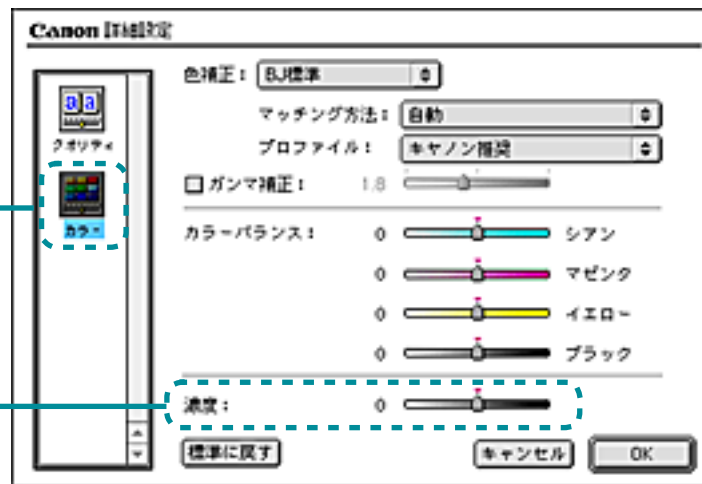 Canon 詳細設定
色補正： BJ標準
マッチング方法： 自動
クオリティ
プロファイル： キヤノン推奨
ガンマ補正： 1.8
カラー
カラーバランス： 0 シアン
0 マゼンタ
0 イエロー
0 ブラック
濃度： 0
標準に戻す キャンセル OK